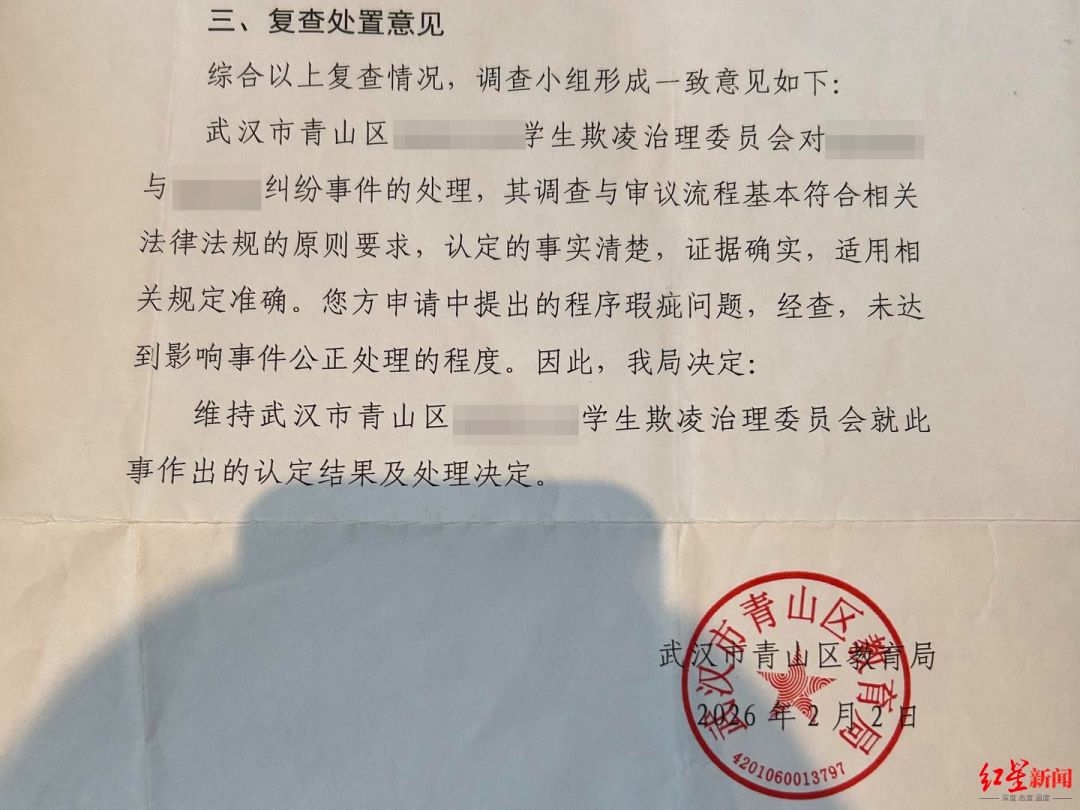 三、复查处置意见
综合以上复查情况，调查小组形成一致意见如下：
武汉市青山区 学生欺凌治理委员会对
与 纠纷事件的处理，其调查与审议流程基本符合相关
法律法规的原则要求，认定的事实清楚，证据确实，适用相
关规定准确。您方申请中提出的程序瑕疵问题，经查，未达
到影响事件公正处理的程度。因此，我局决定：
维持武汉市青山区 学生欺凌治理委员会就此
事作出的认定结果及处理决定。
武汉市青山区教育局
2026年2月2日
武汉市青山区教育局
4201060013797
红星新闻
深度 态度 温度